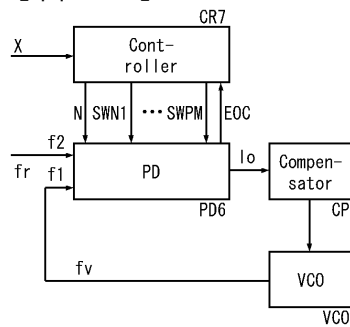 CR7
X
Cont-
roller
N SWN1 ··· SWPM EOC
f2
fr f1
PD
Io
Compen-
sator
PD6
CP
fv
VCO
VCO